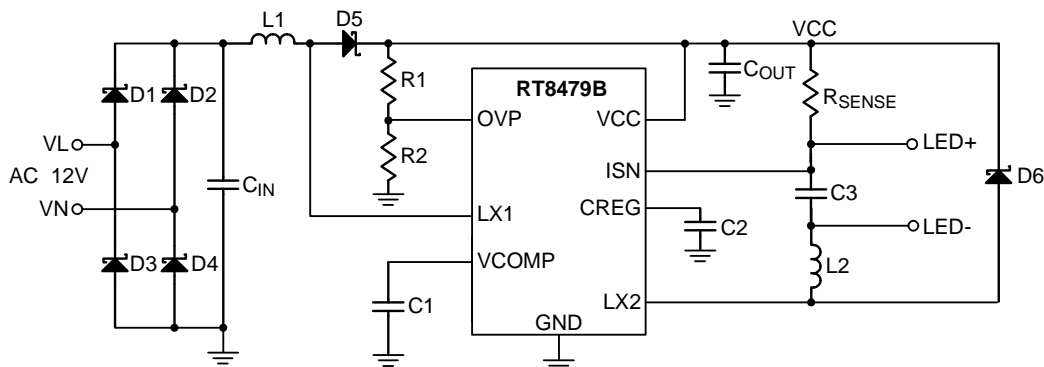 L1
D5
VCC
D1
D2
R1
RT8479B
COUT
RSENSE
VL
OVP
VCC
LED+
AC 12V
R2
ISN
D6
VN
CIN
C3
CREG
LX1
C2
LED-
D3
D4
VCOMP
L2
C1
LX2
GND